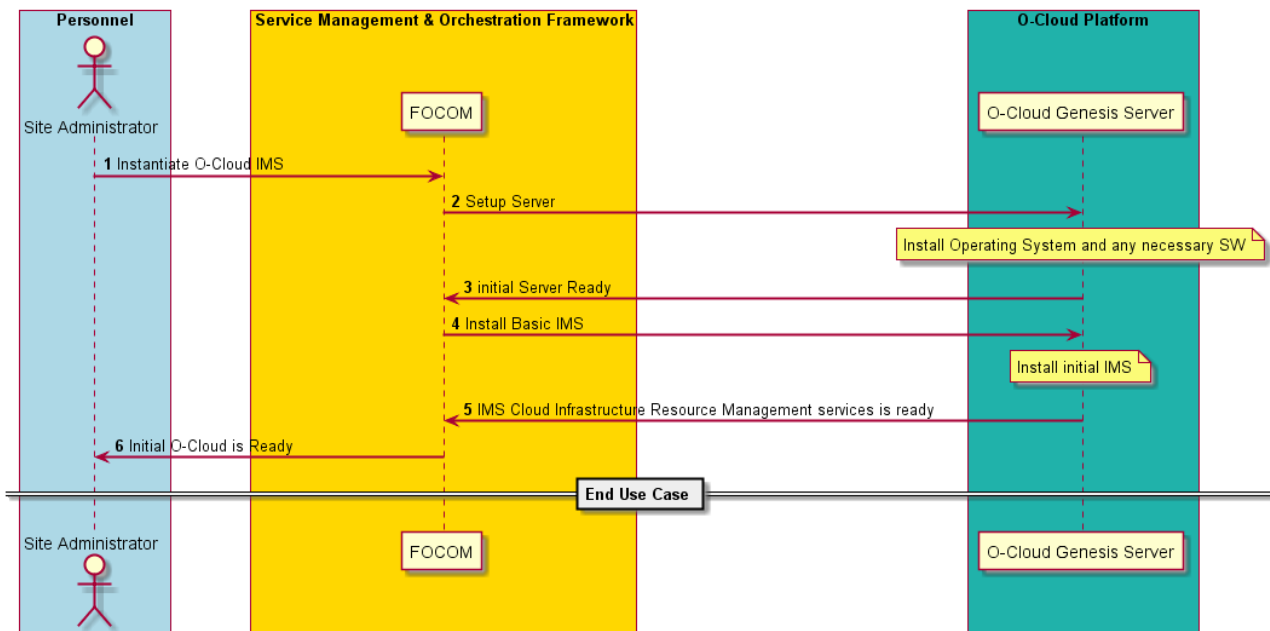 Personnel
Service Management & Orchestration Framework
O-Cloud Platform
Site Administrator
FOCOM
O-Cloud Genesis Server
1 Instantiate O-Cloud IMS
2 Setup Server
Install Operating System and any necessary SW
3 initial Server Ready
4 Install Basic IMS
Install initial IMS
5 IMS Cloud Infrastructure Resource Management services is ready
6 Initial O-Cloud is Ready
End Use Case
Site Administrator
FOCOM
O-Cloud Genesis Server